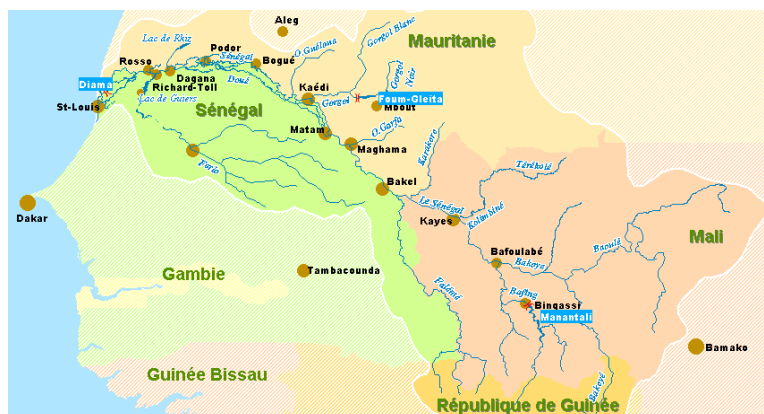 Aleg
Lac de Rkiz
Podor
Rosso
Sénégal
O.Guéloua
Gorgol Blanc
Mauritanie
Bogué
Diama
Dagana
Doué
Richard-Toll
Kaédi
Gorgol
Gorgol Noir
Foum-Gleita
Mbout
St-Louis
Lac de Guiers
Sénégal
Matam
O.Garfa
Maghama
Karakoro
Ferlo
Térékolé
Bakel
Dakar
Le Sénégal
Kayes
Kolimbiné
Mali
Baoulé
Bafoulabé
Bakoye
Gambie
Tambacounda
Falémé
Bafing
Bingassi
Manantali
Bamako
Guinée Bissau
Bakoyé
République de Guinée